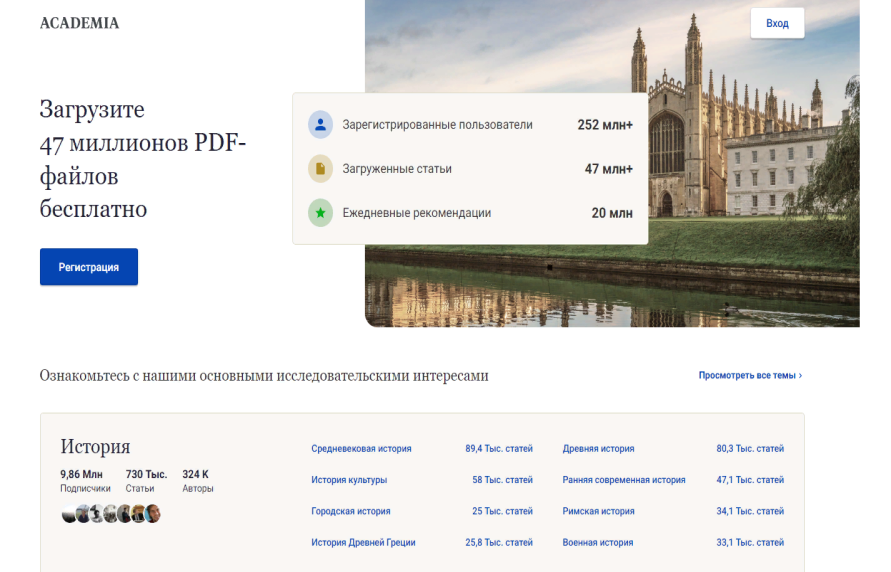 ACADEMIA
Вход
Загрузите
47 миллионов PDF-
файлов
бесплатно
Зарегистрированные пользователи 252 млн+
Загруженные статьи 47 млн+
Ежедневные рекомендации 20 млн
Регистрация
Ознакомьтесь с нашими основными исследовательскими интересами
Просмотреть все темы >
История
9,86 Млн 730 Тыс. 324 K
Подписчики Статьи Авторы
Средневековая история 89,4 Тыс. статей
Древняя история 80,3 Тыс. статей
История культуры 58 Тыс. статей
Ранняя современная история 47,1 Тыс. статей
Городская история 25 Тыс. статей
Римская история 34,1 Тыс. статей
История Древней Греции 25,8 Тыс. статей
Военная история 33,1 Тыс. статей